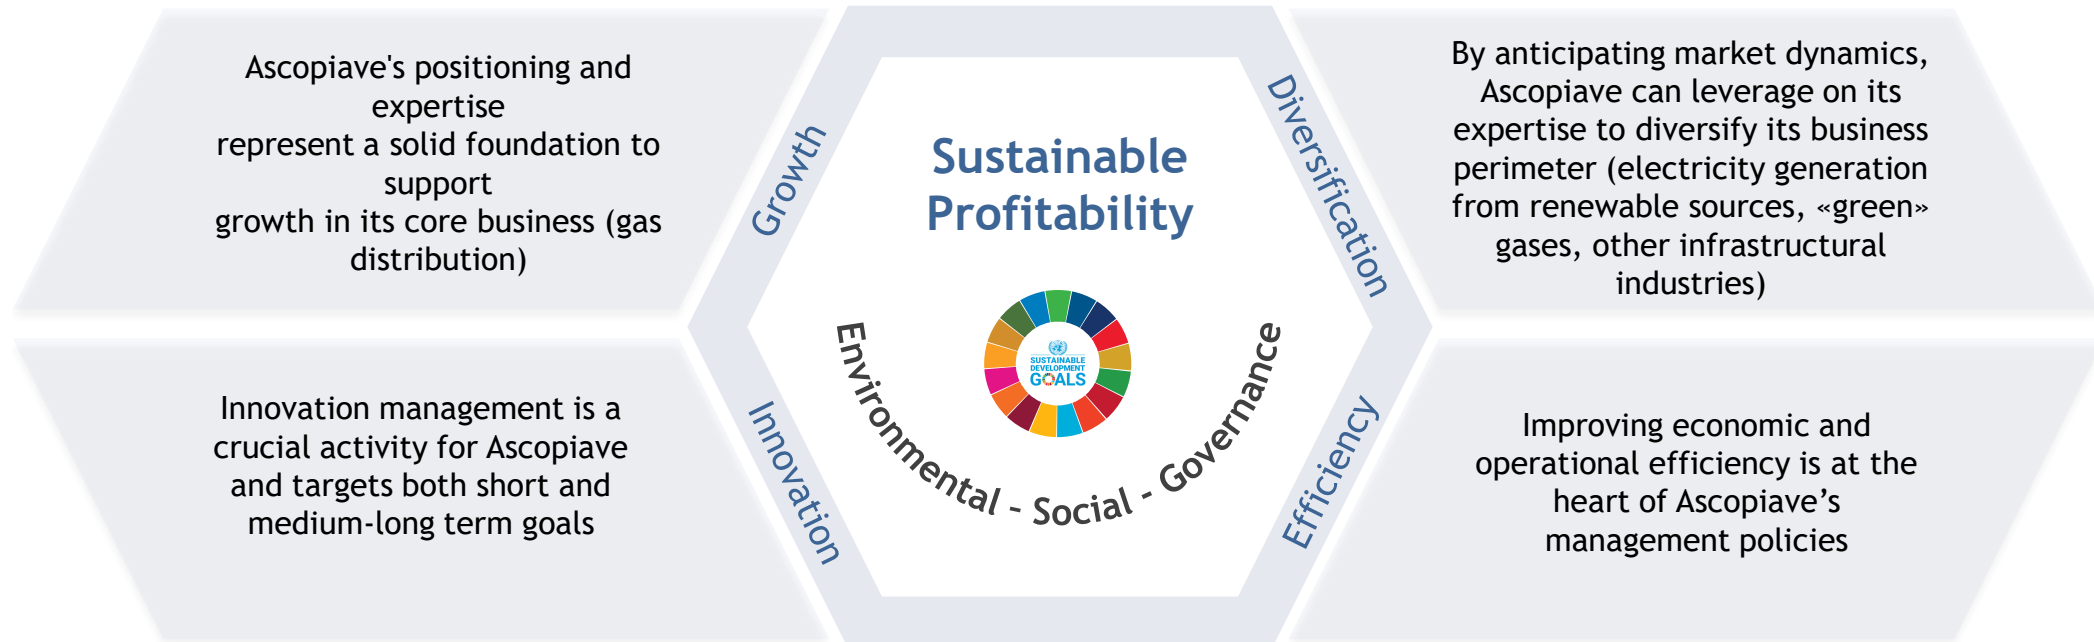 Ascopiave's positioning and
expertise
represent a solid foundation to
support
growth in its core business (gas
distribution)
Growth
Sustainable
Profitability
Diversification
By anticipating market dynamics,
Ascopiave can leverage on its
expertise to diversify its business
perimeter (electricity generation
from renewable sources, «green»
gases, other infrastructural
industries)
SUSTAINABLE
DEVELOPMENT
GOALS
Environmental - Social - Governance
Innovation management is a
crucial activity for Ascopiave
and targets both short and
medium-long term goals
Innovation
Efficiency
Improving economic and
operational efficiency is at the
heart of Ascopiave’s
management policies